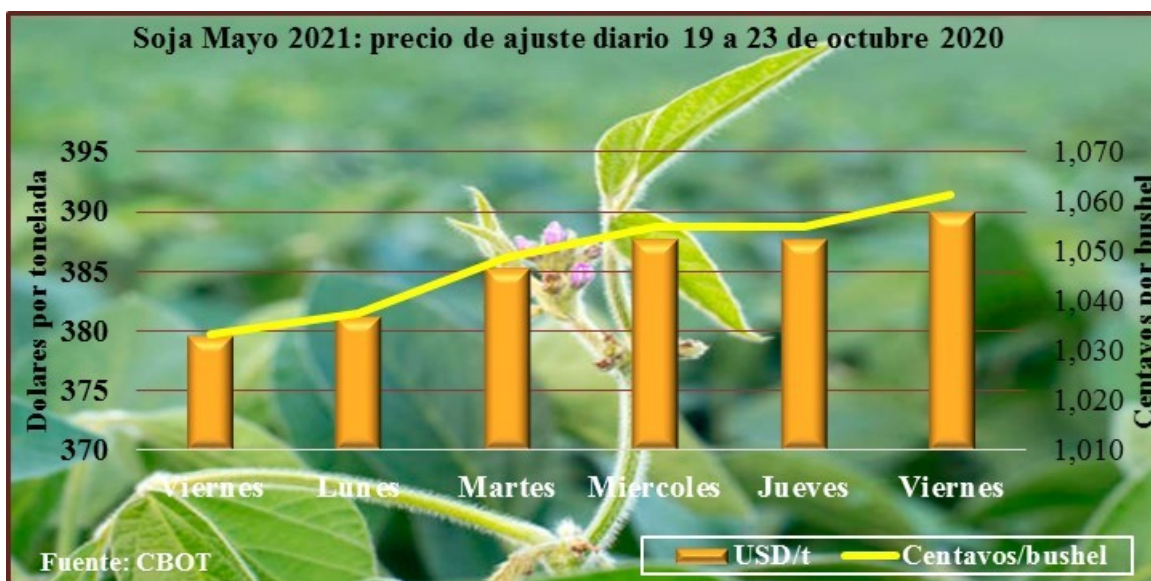 Soja Mayo 2021: precio de ajuste diario 19 a 23 de octubre 2020
Dolares por tonelada
395
390
385
380
375
370
Centavos por bushel
1,070
1,060
1,050
1,040
1,030
1,020
1,010
Viernes Lunes Martes Miercoles Jueves Viernes
Fuente: CBOT
USD/t Centavos/bushel